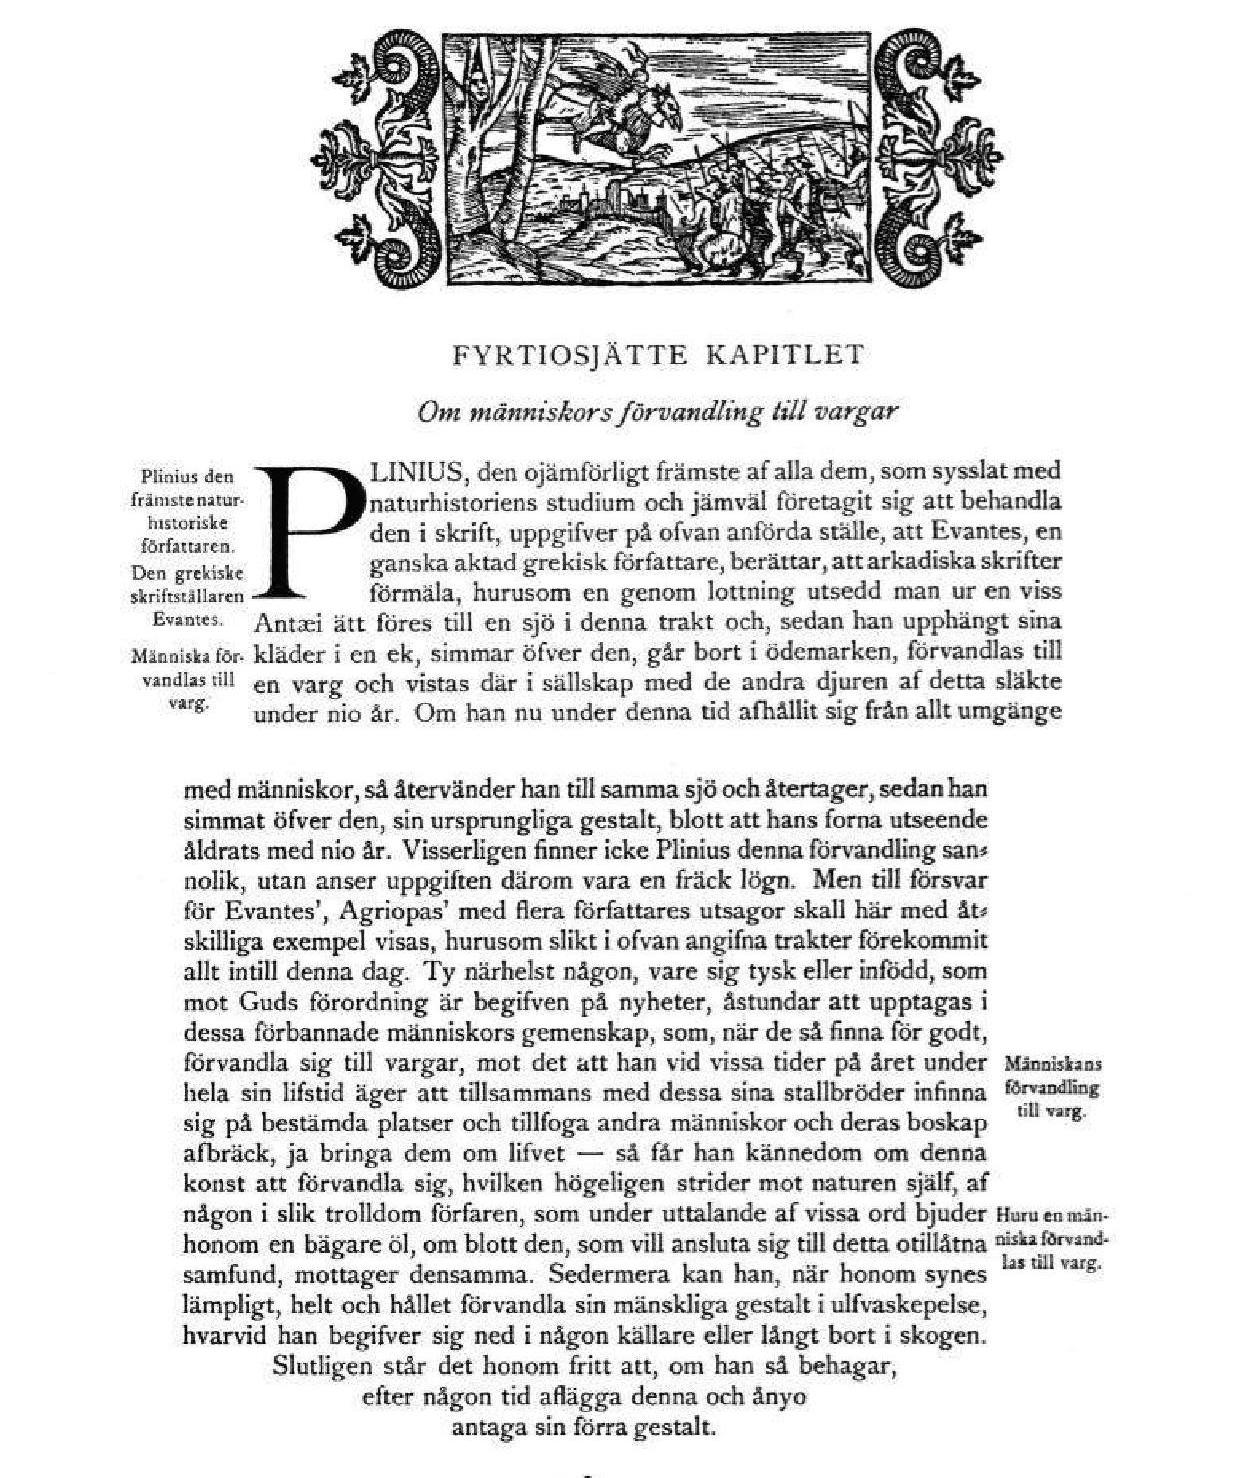 FYRTIOSJÄTTE KAPITLET
Om människors förvandling till vargar
Plinius den
främste natur-
historiske
författaren.
Den grekiske
skriftställaren
Evantes.
Människa för-
vandlas till
varg.
PLINIUS, den ojämförligt främste af alla dem, som sysslat med
naturhistoriens studium och jämväl företagit sig att behandla
den i skrift, uppgifver på ofvan anförda ställe, att Evantes, en
ganska aktad grekisk författare, berättar, att arkadiska skrifter
förmäla, hurusom en genom lottning utsedd man ur en viss
Antæi ätt föres till en sjö i denna trakt och, sedan han upphängt sina
kläder i en ek, simmar öfver den, går bort i ödemarken, förvandlas till
en varg och vistas där i sällskap med de andra djuren af detta släkte
under nio år. Om han nu under denna tid afhållit sig från allt umgänge
med människor, så återvänder han till samma sjö och återtager, sedan han
simmat öfver den, sin ursprungliga gestalt, blott att hans forna utseende
åldrats med nio år. Visserligen finner icke Plinius denna förvandling san-
nolik, utan anser uppgiften därom vara en fräck lögn. Men till försvar
för Evantes', Agriopas' med flera författares utsagor skall här med åt-
skilliga exempel visas, hurusom slikt i ofvan angifna trakter förekommit
allt intill denna dag. Ty närhelst någon, vare sig tysk eller infödd, som
mot Guds förordning är begifven på nyheter, åstundar att upptagas i
dessa förbannade människors gemenskap, som, när de så finna för godt,
förvandla sig till vargar, mot det att han vid vissa tider på året under
hela sin lifstid äger att tillsammans med dessa sina stallbröder infinna
sig på bestämda platser och tillfoga andra människor och deras boskap
afbräck, ja bringa dem om lifvet — så får han kännedom om denna
konst att förvandla sig, hvilken högeligen strider mot naturen själf, af
någon i slik trolldom förfaren, som under uttalande af vissa ord bjuder
honom en bägare öl, om blott den, som vill ansluta sig till detta otillåtna
samfund, mottager densamma. Sedermera kan han, när honom synes
lämpligt, helt och hållet förvandla sin mänskliga gestalt i ulfvaskepelse,
hvarvid han begifver sig ned i någon källare eller långt bort i skogen.
Slutligen står det honom fritt att, om han så behagar,
efter någon tid aflägga denna och ånyo
antaga sin förra gestalt.
Människans
förvandling
till varg.
Huru en män-
niska förvand-
las till varg.